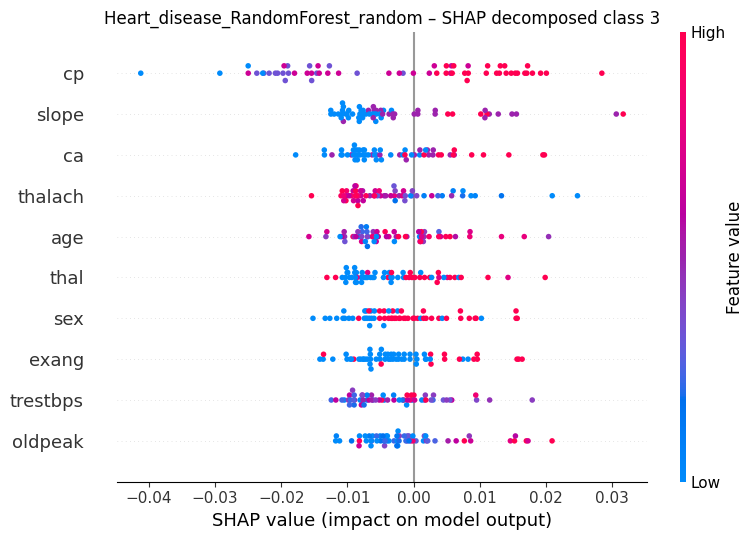 Heart_disease_RandomForest_random – SHAP decomposed class 3
High
cp
slope
ca
thalach
age
thal
sex
exang
trestbps
oldpeak
Feature value
Low
−0.04 −0.03 −0.02 −0.01 0.00 0.01 0.02 0.03
SHAP value (impact on model output)